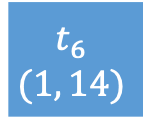 t₆
(1, 14)